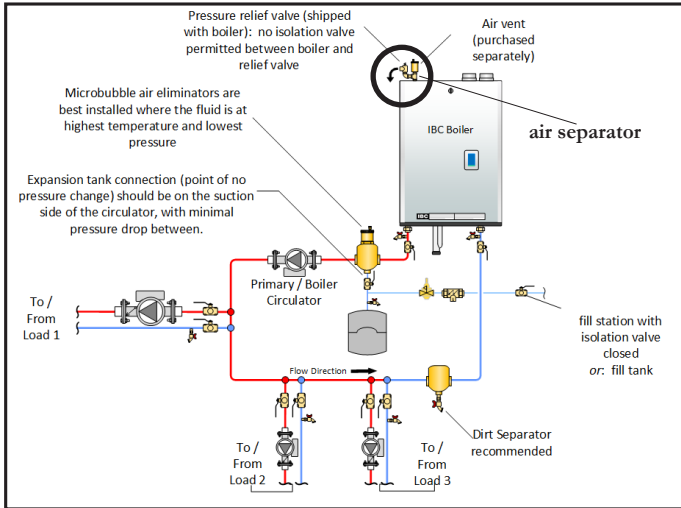 Pressure relief valve (shipped
with boiler): no isolation valve
permitted between boiler and
relief valve
Air vent
(purchased
separately)
Microbubble air eliminators are
best installed where the fluid is at
highest temperature and lowest
pressure
IBC Boiler
air separator
Expansion tank connection (point of no
pressure change) should be on the suction
side of the circulator, with minimal
pressure drop between.
IBC
Primary / Boiler
Circulator
To /
From
Load 1
fill station with
isolation valve
closed
or: fill tank
Flow Direction
Dirt Separator
recommended
To /
From
Load 2
To /
From
Load 3